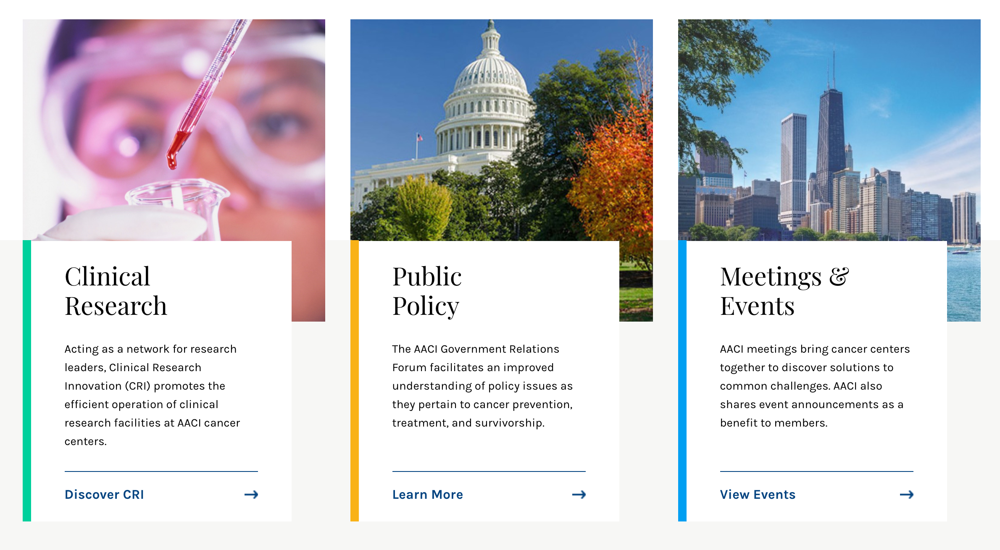 Clinical
Research
Acting as a network for research
leaders, Clinical Research
Innovation (CRI) promotes the
efficient operation of clinical
research facilities at AACI cancer
centers.
Discover CRI
Public
Policy
The AACI Government Relations
Forum facilitates an improved
understanding of policy issues as
they pertain to cancer prevention,
treatment, and survivorship.
Learn More
Meetings &
Events
AACI meetings bring cancer centers
together to discover solutions to
common challenges. AACI also
shares event announcements as a
benefit to members.
View Events